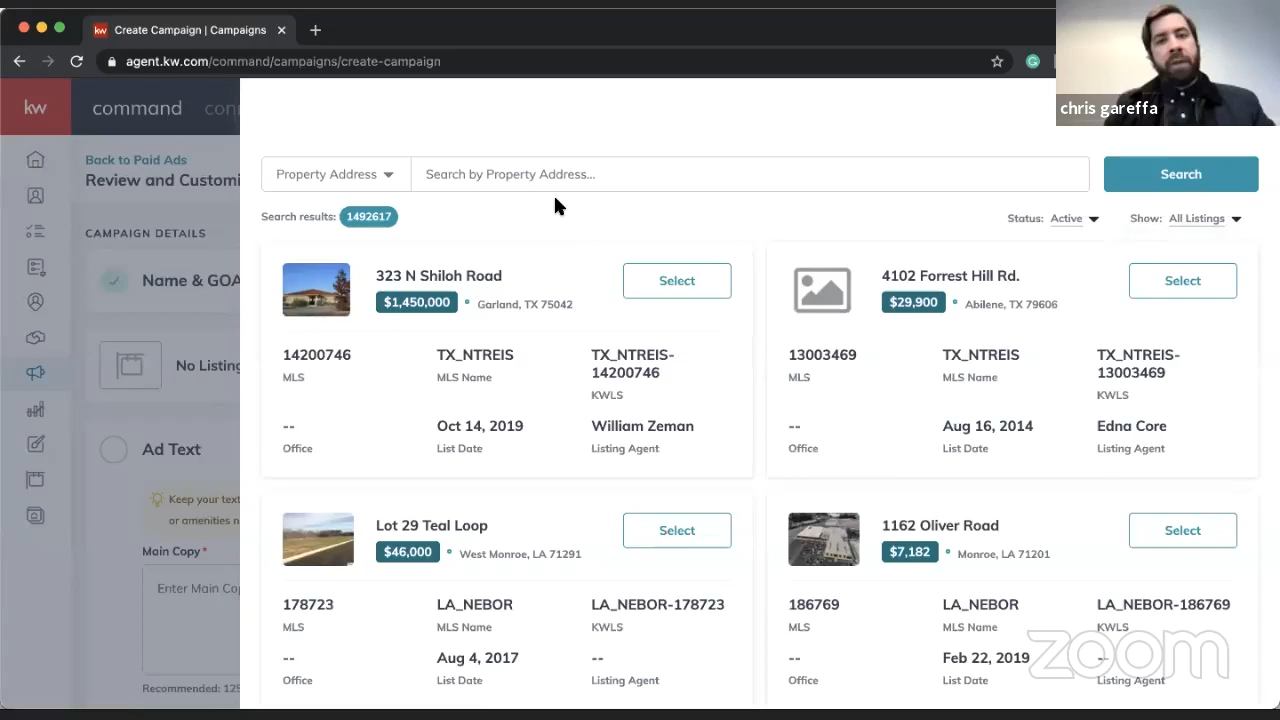 Create Campaign | Campaigns
agent.kw.com/command/campaigns/create-campaign
chris gareffa
kw
command
con
Back to Paid Ads
Review and Customi
CAMPAIGN DETAILS
Name & GOA
No Listing
Ad Text
Keep your text
or amenities n
Main Copy *
Enter Main Cop
Recommended: 125
Property Address
Search by Property Address...
Search
Search results: 1492617
Status: Active
Show: All Listings
323 N Shiloh Road
Select
$1,450,000
Garland, TX 75042
14200746
TX_NTREIS
TX_NTREIS-
14200746
MLS
MLS Name
KWLS
--
Oct 14, 2019
William Zeman
Office
List Date
Listing Agent
4102 Forrest Hill Rd.
Select
$29,900
Abilene, TX 79606
13003469
TX_NTREIS
TX_NTREIS-
13003469
MLS
MLS Name
KWLS
--
Aug 16, 2014
Edna Core
Office
List Date
Listing Agent
Lot 29 Teal Loop
Select
$46,000
West Monroe, LA 71291
178723
LA_NEBOR
LA_NEBOR-178723
MLS
MLS Name
KWLS
--
Aug 4, 2017
--
Office
List Date
Listing Agent
1162 Oliver Road
Select
$7,182
Monroe, LA 71201
186769
LA_NEBOR
LA_NEBOR-186769
MLS
MLS Name
KWLS
--
Feb 22, 2019
--
Office
List Date
Listing Agent
zoom